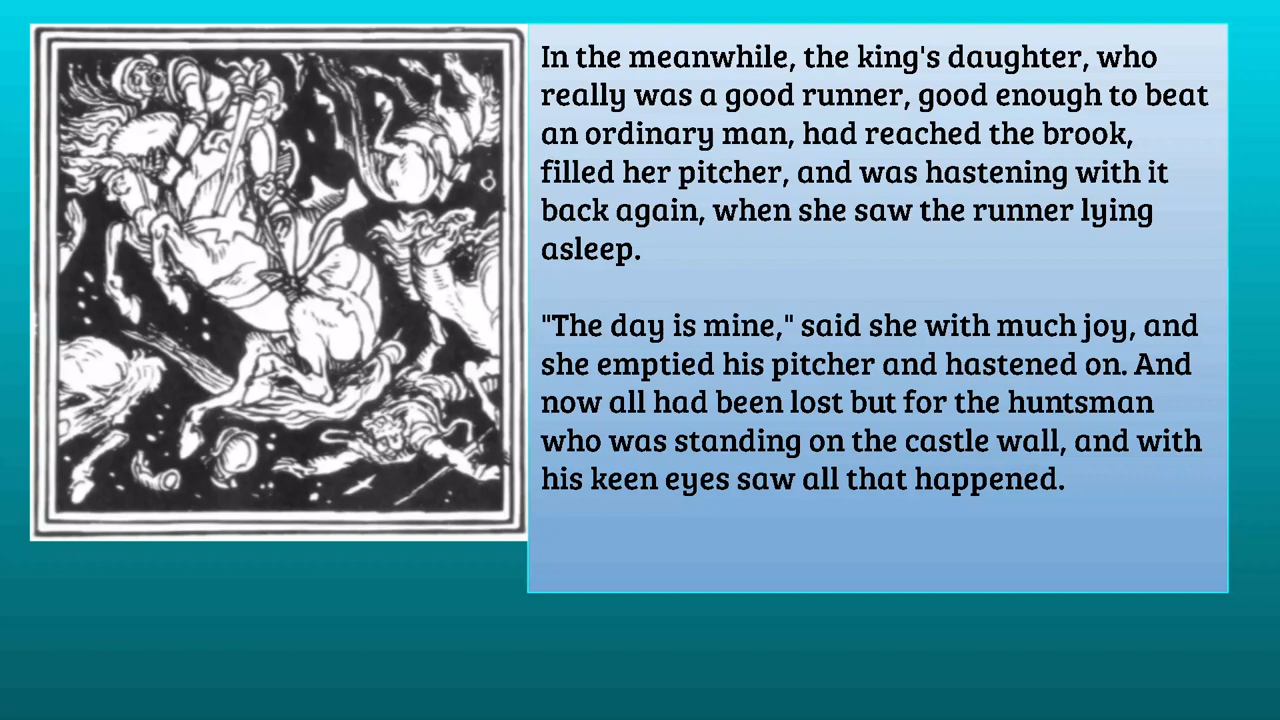 In the meanwhile, the king's daughter, who
really was a good runner, good enough to beat
an ordinary man, had reached the brook,
filled her pitcher, and was hastening with it
back again, when she saw the runner lying
asleep.
"The day is mine," said she with much joy, and
she emptied his pitcher and hastened on. And
now all had been lost but for the huntsman
who was standing on the castle wall, and with
his keen eyes saw all that happened.